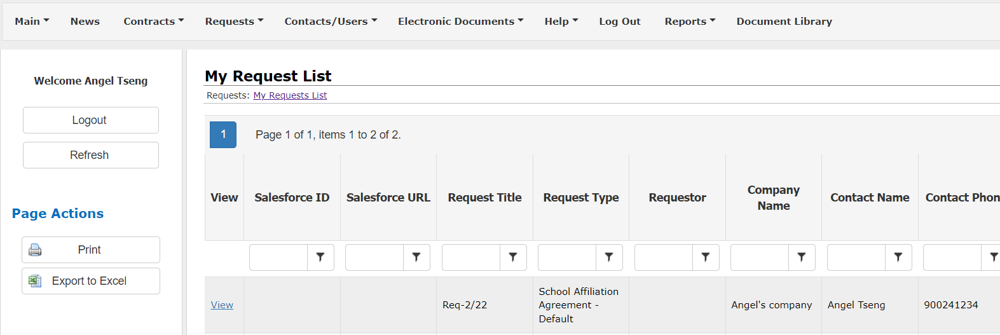 Main News Contracts Requests Contacts/Users Electronic Documents Help Log Out Reports Document Library
Welcome Angel Tseng
Logout
Refresh
Page Actions
Print
Export to Excel
My Request List
Requests: My Requests List
1 Page 1 of 1, items 1 to 2 of 2.
View Salesforce ID Salesforce URL Request Title Request Type Requestor Company Name Contact Name Contact Phon
View Req-2/22 School Affiliation Agreement - Default Angel's company Angel Tseng 900241234